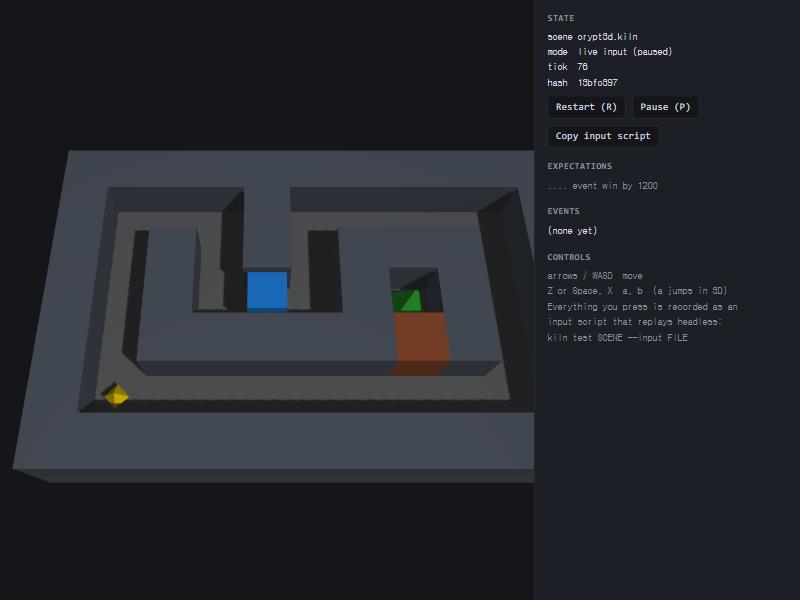 STATE
scene crypt3d.kiln
mode live input (paused)
tick 76
hash 13bfc397
Restart (R) Pause (P)
Copy input script
EXPECTATIONS
.... event win by 1200
EVENTS
(none yet)
CONTROLS
arrows / WASD move
Z or Space, X a, b (a jumps in 3D)
Everything you press is recorded as an
input script that replays headless:
kiln test SCENE --input FILE